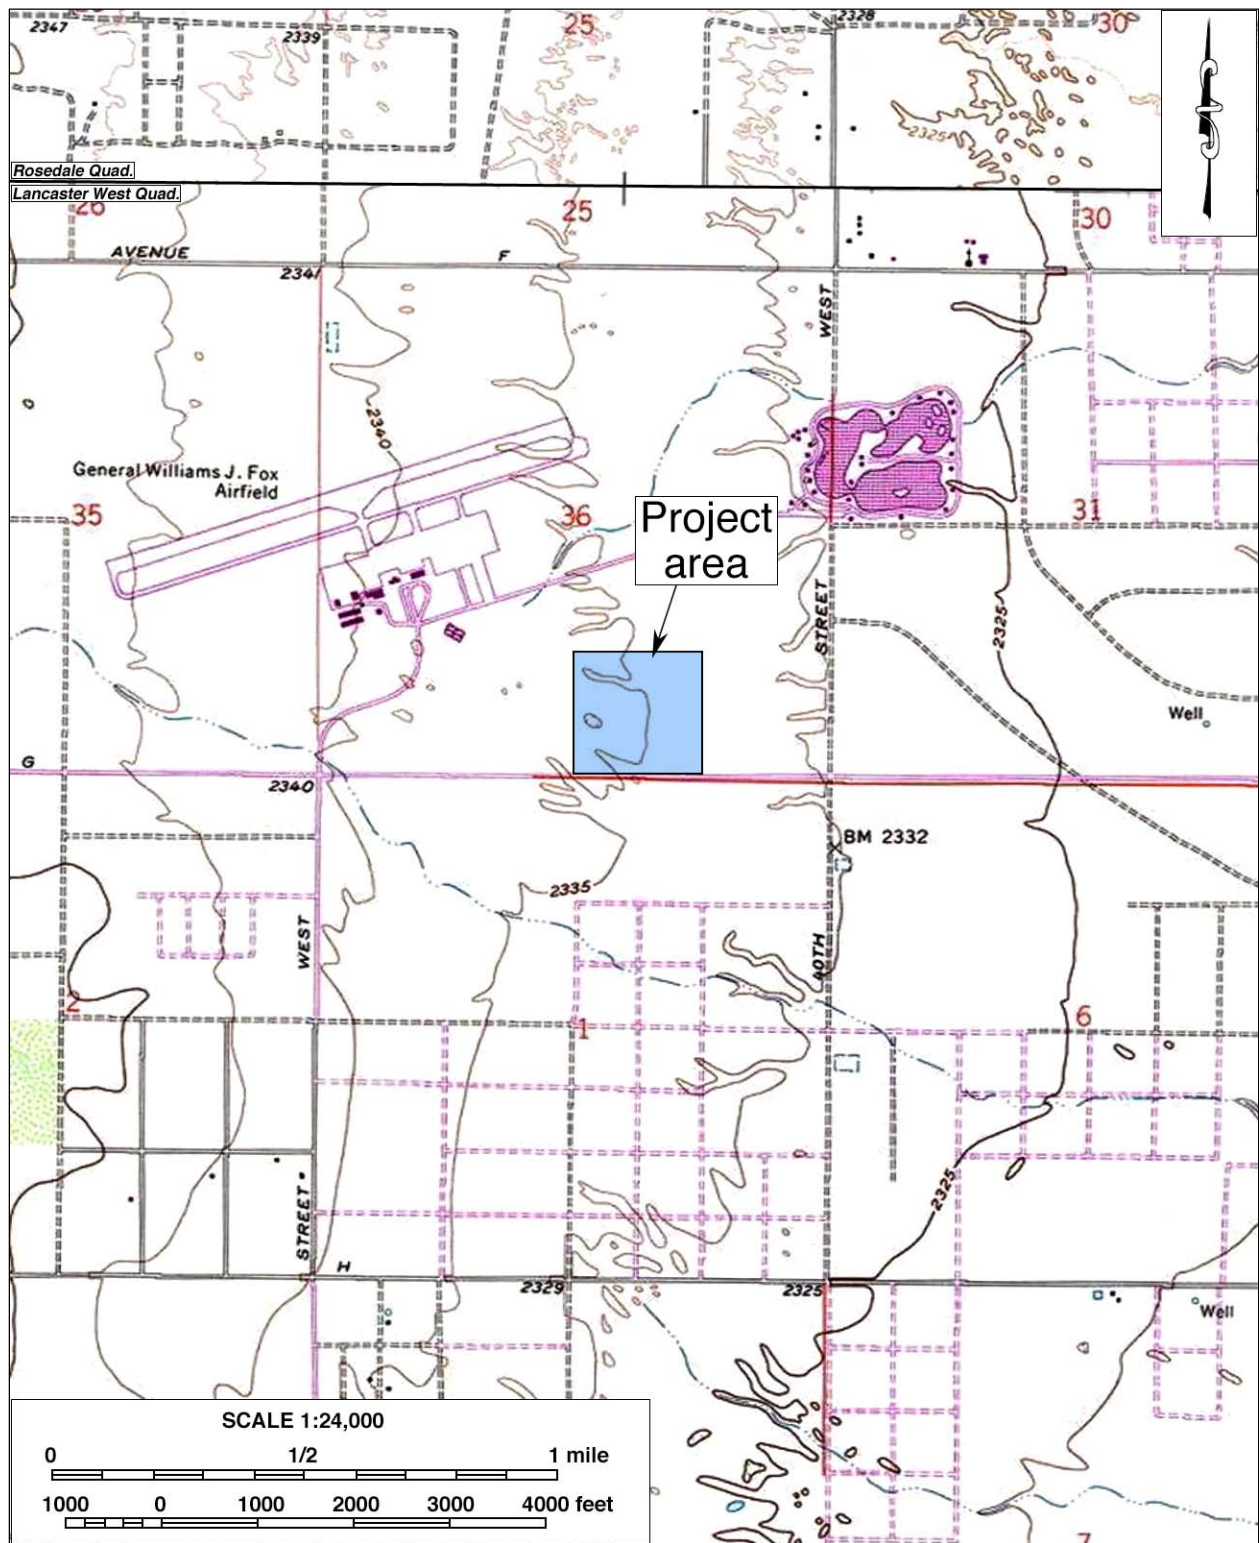 2347
2339
25
2328
30
2325
Rosedale Quad.
Lancaster West Quad.
26
25
30
AVENUE
F
2341
WEST
2340
General Williams J. Fox
Airfield
35
36
Project
area
31
STREET
2325
Well
G
2340
BM 2332
2335
WEST
40TH
2
1
6
STREET
2325
H
2329
2325
Well
SCALE 1:24,000
0 1/2 1 mile
1000 0 1000 2000 3000 4000 feet
7